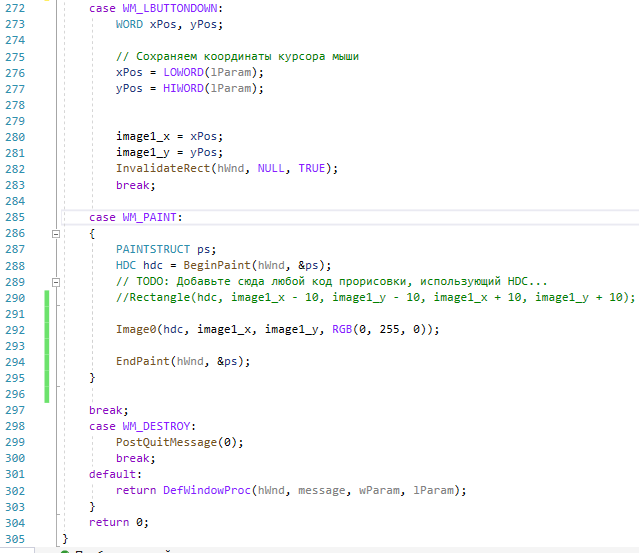 272 case WM_LBUTTONDOWN:
273 WORD xPos, yPos;
274
275 // Сохраняем координаты курсора мыши
276 xPos = LOWORD(lParam);
277 yPos = HIWORD(lParam);
278
279
280 image1_x = xPos;
281 image1_y = yPos;
282 InvalidateRect(hWnd, NULL, TRUE);
283 break;
284
285 case WM_PAINT:
286 {
287 PAINTSTRUCT ps;
288 HDC hdc = BeginPaint(hWnd, &ps);
289 // TODO: Добавьте сюда любой код прорисовки, использующий HDC...
290 //Rectangle(hdc, image1_x - 10, image1_y - 10, image1_x + 10, image1_y + 10);
291
292 Image0(hdc, image1_x, image1_y, RGB(0, 255, 0));
293
294 EndPaint(hWnd, &ps);
295 }
296
297 break;
298 case WM_DESTROY:
299 PostQuitMessage(0);
300 break;
301 default:
302 return DefWindowProc(hWnd, message, wParam, lParam);
303 }
304 return 0;
305 }